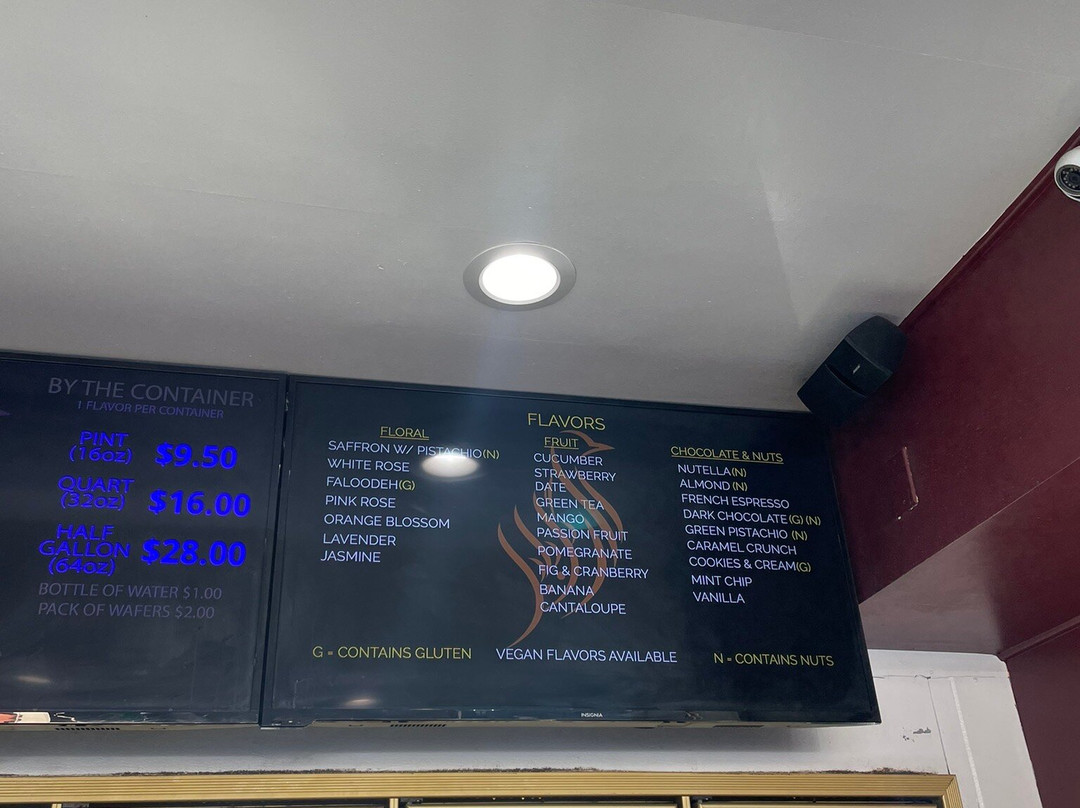 BY THE CONTAINER
1 FLAVOR PER CONTAINER
PINT
(16oz) $9.50
QUART
(32oz) $16.00
HALF
GALLON
(64oz) $28.00
BOTTLE OF WATER $1.00
PACK OF WAFERS $2.00
FLAVORS
FLORAL
SAFFRON W/ PISTACHIO(N)
WHITE ROSE
FALOODEH(G)
PINK ROSE
ORANGE BLOSSOM
LAVENDER
JASMINE
FRUIT
CUCUMBER
STRAWBERRY
DATE
GREEN TEA
MANGO
PASSION FRUIT
POMEGRANATE
FIG & CRANBERRY
BANANA
CANTALOUPE
CHOCOLATE & NUTS
NUTELLA(N)
ALMOND (N)
FRENCH ESPRESSO
DARK CHOCOLATE (G) (N)
GREEN PISTACHIO (N)
CARAMEL CRUNCH
COOKIES & CREAM(G)
MINT CHIP
VANILLA
G = CONTAINS GLUTEN
VEGAN FLAVORS AVAILABLE
N = CONTAINS NUTS
INSIGNIA